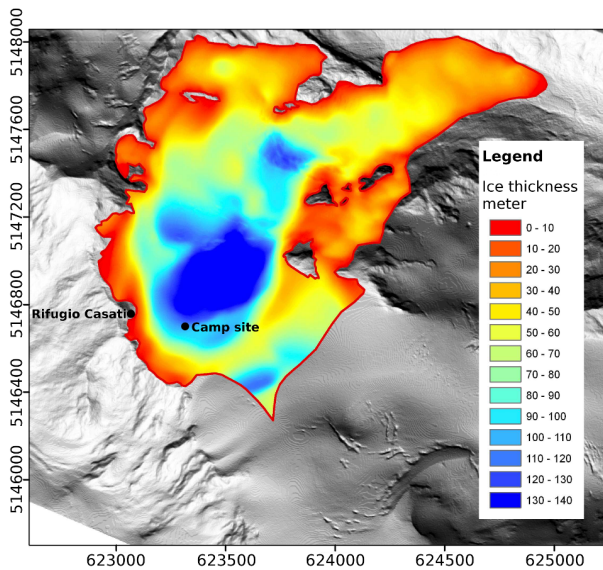 5148000
5147600
5147200
5146800
5146400
5146000
Rifugio Casati
Camp site
Legend
Ice thickness
meter
0 - 10
10 - 20
20 - 30
30 - 40
40 - 50
50 - 60
60 - 70
70 - 80
80 - 90
90 - 100
100 - 110
110 - 120
120 - 130
130 - 140
623000
623500
624000
624500
625000